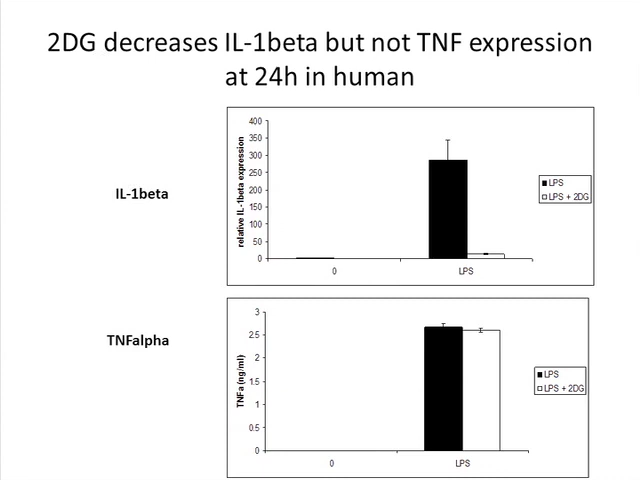 2DG decreases IL-1beta but not TNF expression
at 24h in human
IL-1beta
relative IL-1beta expression
400
350
300
250
200
150
100
50
0
0
LPS
LPS
LPS + 2DG
TNFalpha
TNFa (ng/ml)
3
2.5
2
1.5
1
0.5
0
0
LPS
LPS
LPS + 2DG